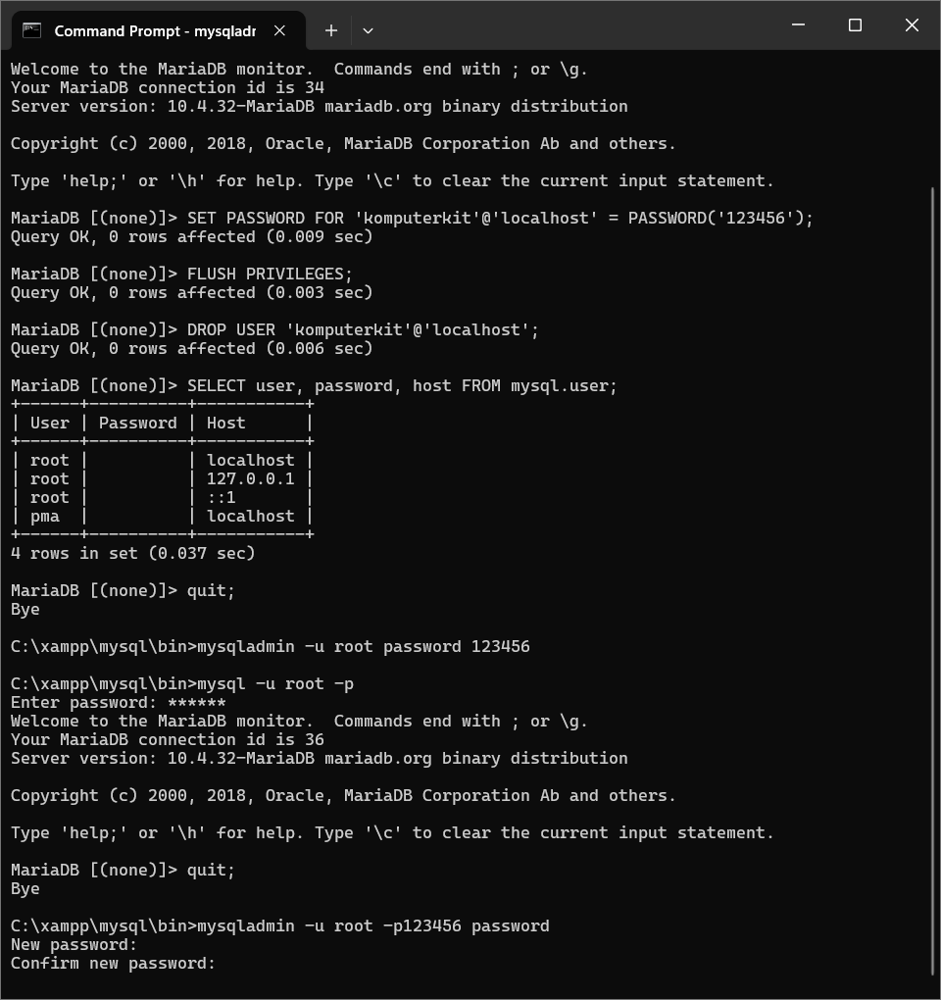 Command Prompt - mysqladr
Welcome to the MariaDB monitor.  Commands end with ; or \g.
Your MariaDB connection id is 34
Server version: 10.4.32-MariaDB mariadb.org binary distribution
Copyright (c) 2000, 2018, Oracle, MariaDB Corporation Ab and others.
Type 'help;' or '\h' for help. Type '\c' to clear the current input statement.
MariaDB [(none)]> SET PASSWORD FOR 'komputerkit'@'localhost' = PASSWORD('123456');
Query OK, 0 rows affected (0.009 sec)
MariaDB [(none)]> FLUSH PRIVILEGES;
Query OK, 0 rows affected (0.003 sec)
MariaDB [(none)]> DROP USER 'komputerkit'@'localhost';
Query OK, 0 rows affected (0.006 sec)
MariaDB [(none)]> SELECT user, password, host FROM mysql.user;
+------+----------+-----------+
| User | Password | Host      |
+------+----------+-----------+
| root |          | localhost |
| root |          | 127.0.0.1 |
| root |          | ::1       |
| pma  |          | localhost |
+------+----------+-----------+
4 rows in set (0.037 sec)
MariaDB [(none)]> quit;
Bye
C:\xampp\mysql\bin>mysqladmin -u root password 123456
C:\xampp\mysql\bin>mysql -u root -p
Enter password: ******
Welcome to the MariaDB monitor.  Commands end with ; or \g.
Your MariaDB connection id is 36
Server version: 10.4.32-MariaDB mariadb.org binary distribution
Copyright (c) 2000, 2018, Oracle, MariaDB Corporation Ab and others.
Type 'help;' or '\h' for help. Type '\c' to clear the current input statement.
MariaDB [(none)]> quit;
Bye
C:\xampp\mysql\bin>mysqladmin -u root -p123456 password
New password:
Confirm new password: